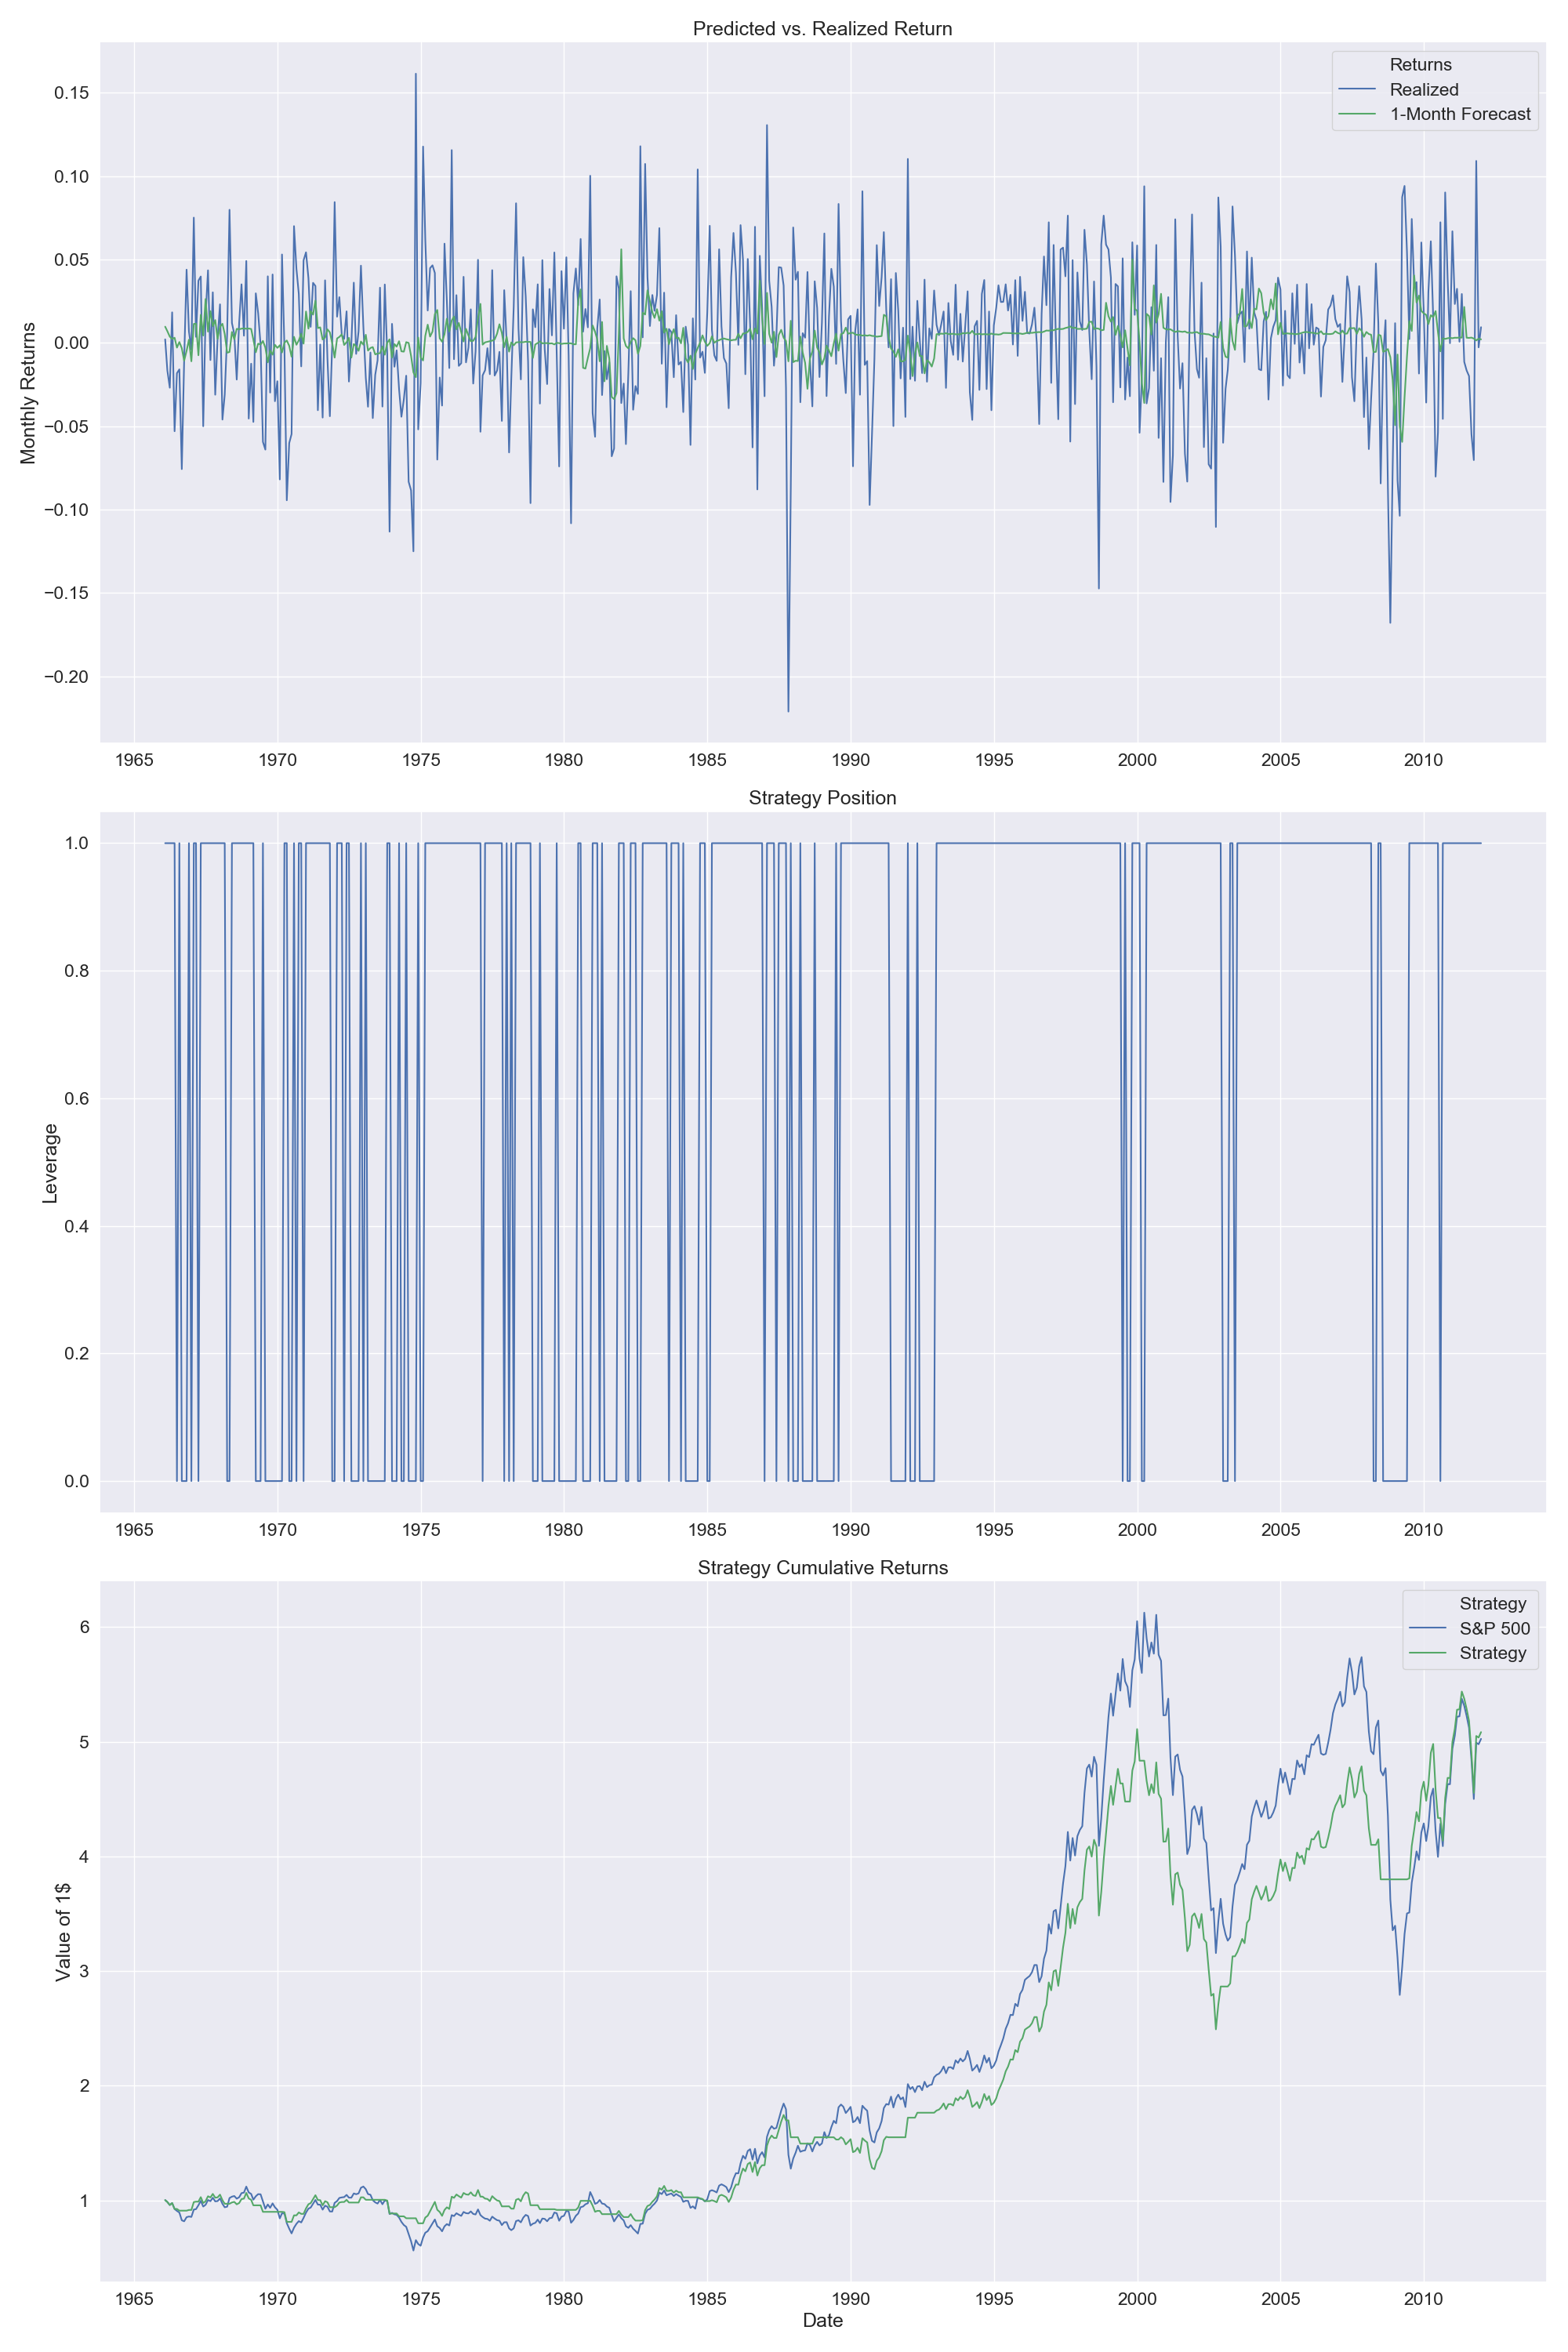 Predicted vs. Realized Return
Returns
Realized
1-Month Forecast
Monthly Returns
0.15
0.10
0.05
0.00
−0.05
−0.10
−0.15
−0.20
1965 1970 1975 1980 1985 1990 1995 2000 2005 2010
Strategy Position
Leverage
1.0
0.8
0.6
0.4
0.2
0.0
1965 1970 1975 1980 1985 1990 1995 2000 2005 2010
Strategy Cumulative Returns
Strategy
S&P 500
Strategy
Value of 1$
6
5
4
3
2
1
1965 1970 1975 1980 1985 1990 1995 2000 2005 2010
Date